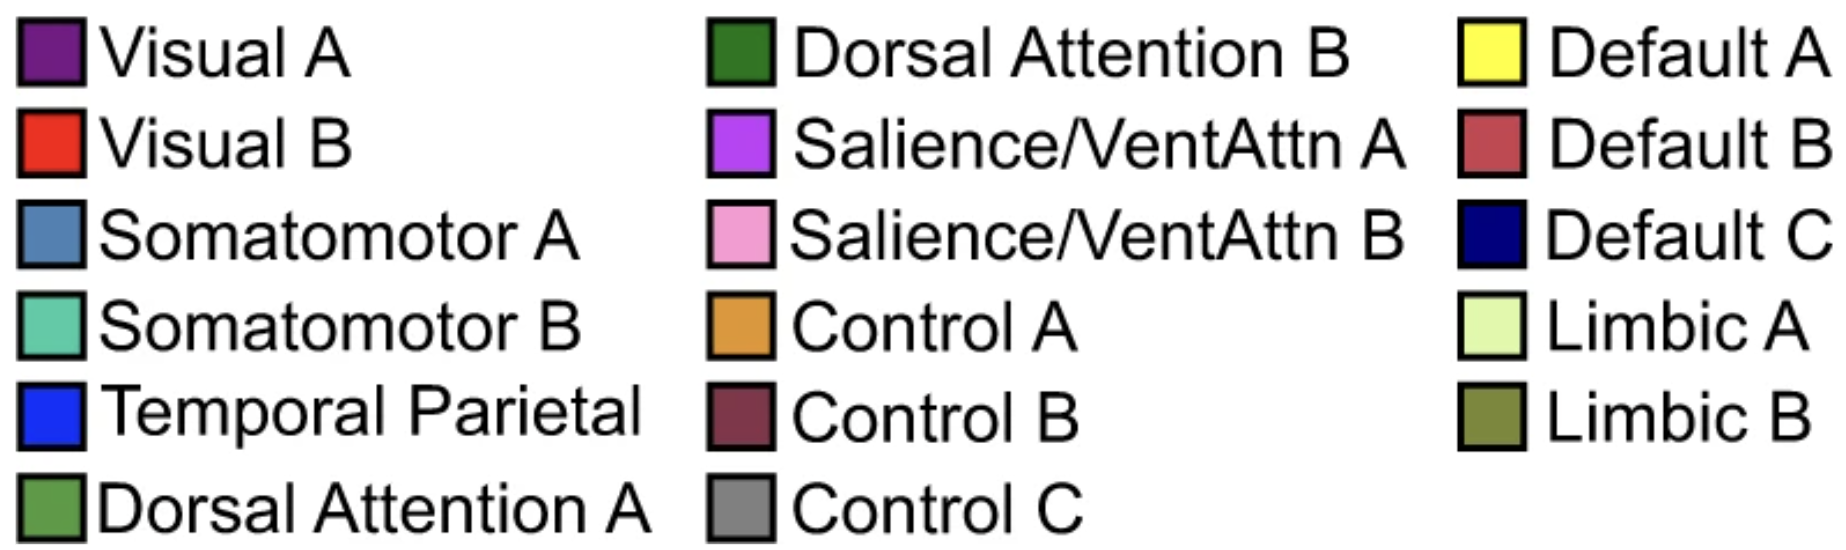 Visual A
Visual B
Somatomotor A
Somatomotor B
Temporal Parietal
Dorsal Attention A
Dorsal Attention B
Salience/VentAttn A
Salience/VentAttn B
Control A
Control B
Control C
Default A
Default B
Default C
Limbic A
Limbic B